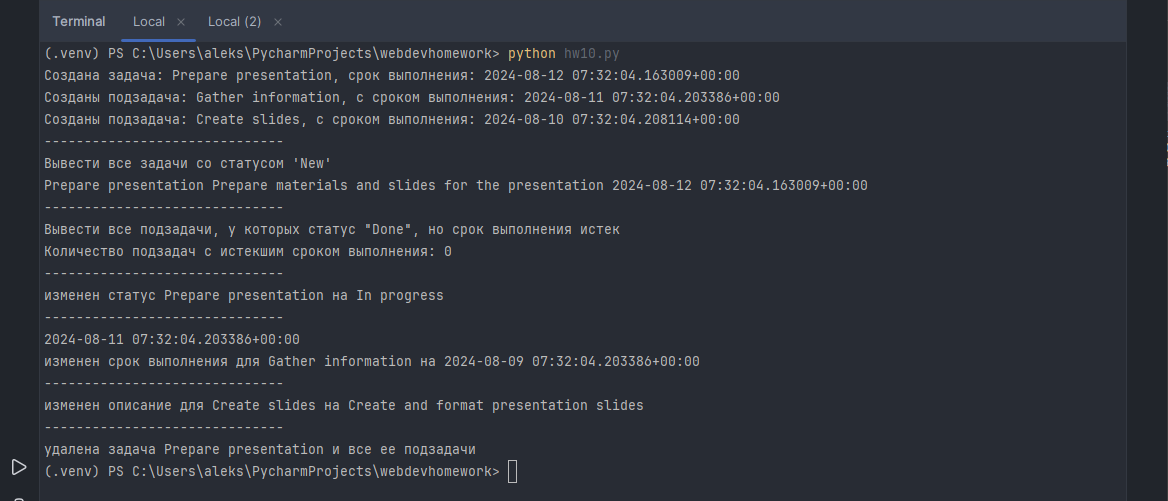 Terminal Local × Local (2) ×
(.venv) PS C:\Users\aleks\PycharmProjects\webdevhomework> python hw10.py
Создана задача: Prepare presentation, срок выполнения: 2024-08-12 07:32:04.163009+00:00
Созданы подзадача: Gather information, с сроком выполнения: 2024-08-11 07:32:04.203386+00:00
Созданы подзадача: Create slides, с сроком выполнения: 2024-08-10 07:32:04.208114+00:00
------------------------------
Вывести все задачи со статусом 'New'
Prepare presentation Prepare materials and slides for the presentation 2024-08-12 07:32:04.163009+00:00
------------------------------
Вывести все подзадачи, у которых статус "Done", но срок выполнения истек
Количество подзадач с истекшим сроком выполнения: 0
------------------------------
изменен статус Prepare presentation на In progress
------------------------------
2024-08-11 07:32:04.203386+00:00
изменен срок выполнения для Gather information на 2024-08-09 07:32:04.203386+00:00
------------------------------
изменен описание для Create slides на Create and format presentation slides
------------------------------
удалена задача Prepare presentation и все ее подзадачи
(.venv) PS C:\Users\aleks\PycharmProjects\webdevhomework>